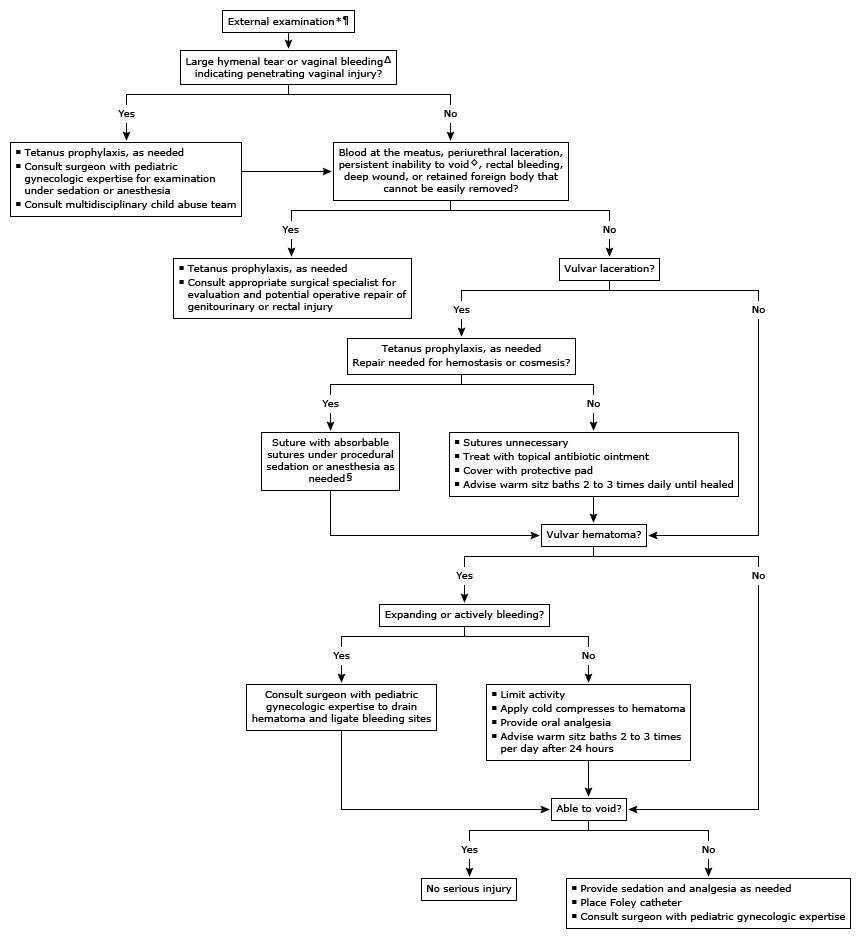 External examination*¶
Large hymenal tear or vaginal bleedingΔ
indicating penetrating vaginal injury?
Yes
No
▪ Tetanus prophylaxis, as needed
▪ Consult surgeon with pediatric
gynecologic expertise for examination
under sedation or anesthesia
▪ Consult multidisciplinary child abuse team
Blood at the meatus, periurethral laceration,
persistent inability to void◇, rectal bleeding,
deep wound, or retained foreign body that
cannot be easily removed?
Yes
No
▪ Tetanus prophylaxis, as needed
▪ Consult appropriate surgical specialist for
evaluation and potential operative repair of
genitourinary or rectal injury
Vulvar laceration?
Yes
No
Tetanus prophylaxis, as needed
Repair needed for hemostasis or cosmesis?
Yes
No
Suture with absorbable
sutures under procedural
sedation or anesthesia as
needed§
▪ Sutures unnecessary
▪ Treat with topical antibiotic ointment
▪ Cover with protective pad
▪ Advise warm sitz baths 2 to 3 times daily until healed
Vulvar hematoma?
Yes
No
Expanding or actively bleeding?
Yes
No
Consult surgeon with pediatric
gynecologic expertise to drain
hematoma and ligate bleeding sites
▪ Limit activity
▪ Apply cold compresses to hematoma
▪ Provide oral analgesia
▪ Advise warm sitz baths 2 to 3 times
per day after 24 hours
Able to void?
Yes
No
No serious injury
▪ Provide sedation and analgesia as needed
▪ Place Foley catheter
▪ Consult surgeon with pediatric gynecologic expertise